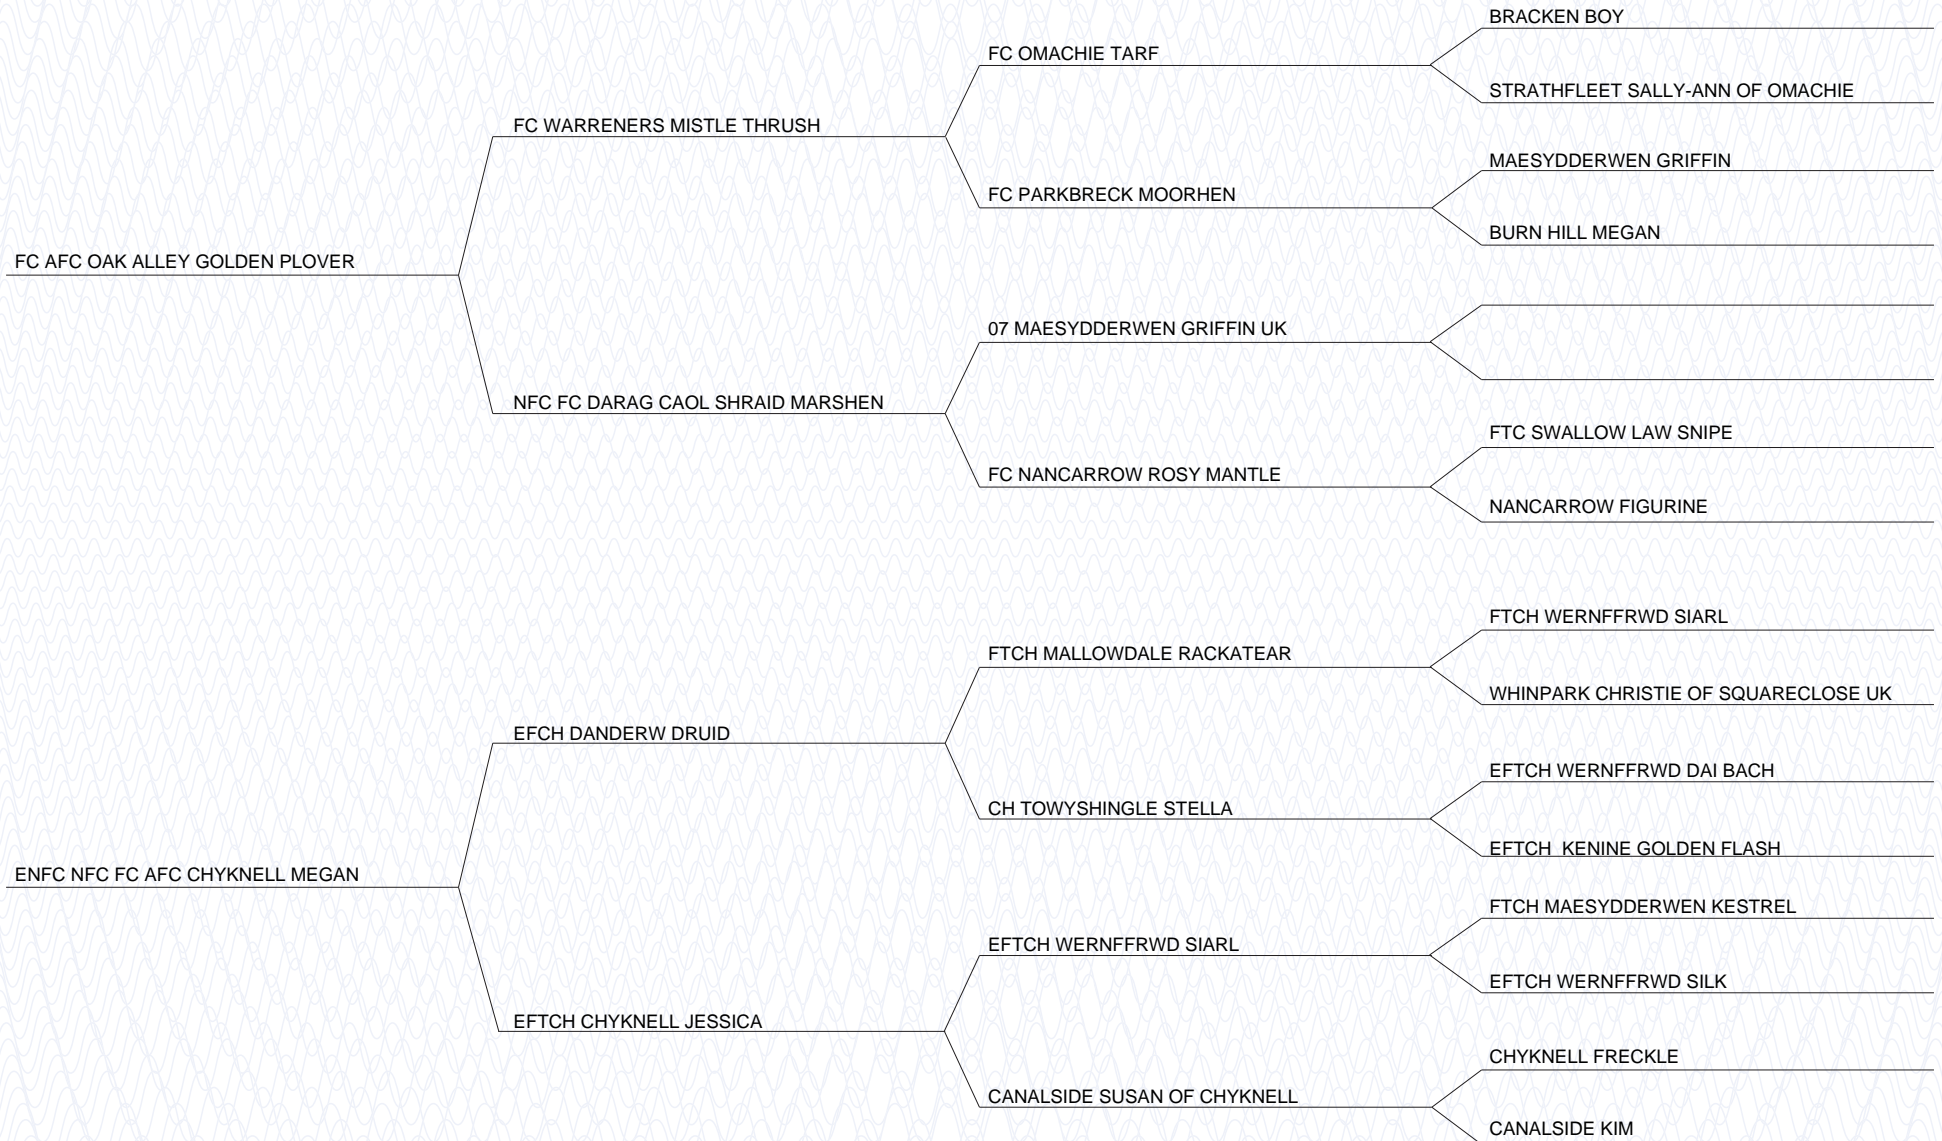 BRACKEN BOY
FC OMACHIE TARF
STRATHFLEET SALLY-ANN OF OMACHIE
FC WARRENERS MISTLE THRUSH
MAESYDDERWEN GRIFFIN
FC PARKBRECK MOORHEN
BURN HILL MEGAN
FC AFC OAK ALLEY GOLDEN PLOVER
07 MAESYDDERWEN GRIFFIN UK
NFC FC DARAG CAOL SHRAID MARSHEN
FTC SWALLOW LAW SNIPE
FC NANCARROW ROSY MANTLE
NANCARROW FIGURINE
FTCH WERNFFRWD SIARL
FTCH MALLOWDALE RACKATEAR
WHINPARK CHRISTIE OF SQUARECLOSE UK
EFCH DANDERW DRUID
EFTCH WERNFFRWD DAI BACH
CH TOWYSHINGLE STELLA
EFTCH  KENINE GOLDEN FLASH
ENFC NFC FC AFC CHYKNELL MEGAN
FTCH MAESYDDERWEN KESTREL
EFTCH WERNFFRWD SIARL
EFTCH WERNFFRWD SILK
EFTCH CHYKNELL JESSICA
CHYKNELL FRECKLE
CANALSIDE SUSAN OF CHYKNELL
CANALSIDE KIM